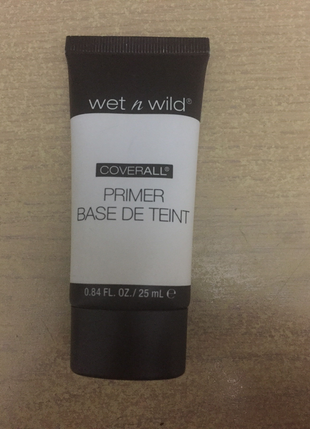 wet n wild®
COVERALL®
PRIMER
BASE DE TEINT
0.84 FL. OZ. / 25 mL ℮